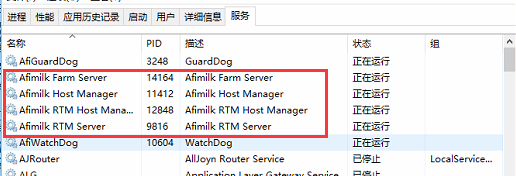 进程 性能 应用历史记录 启动 用户 详细信息 服务
名称 PID 描述 状态 组
AfiGuardDog 3248 GuardDog 正在运行
Afimilk Farm Server 14164 Afimilk Farm Server 正在运行
Afimilk Host Manager 11412 Afimilk Host Manager 正在运行
Afimilk RTM Host Mana... 12848 Afimilk RTM Host Manager 正在运行
Afimilk RTM Server 9816 Afimilk RTM Server 正在运行
AfiWatchDog 10604 WatchDog 正在运行
AJRouter AllJoyn Router Service 已停止 LocalService...
ALG Application Layer Gateway Service 已停止